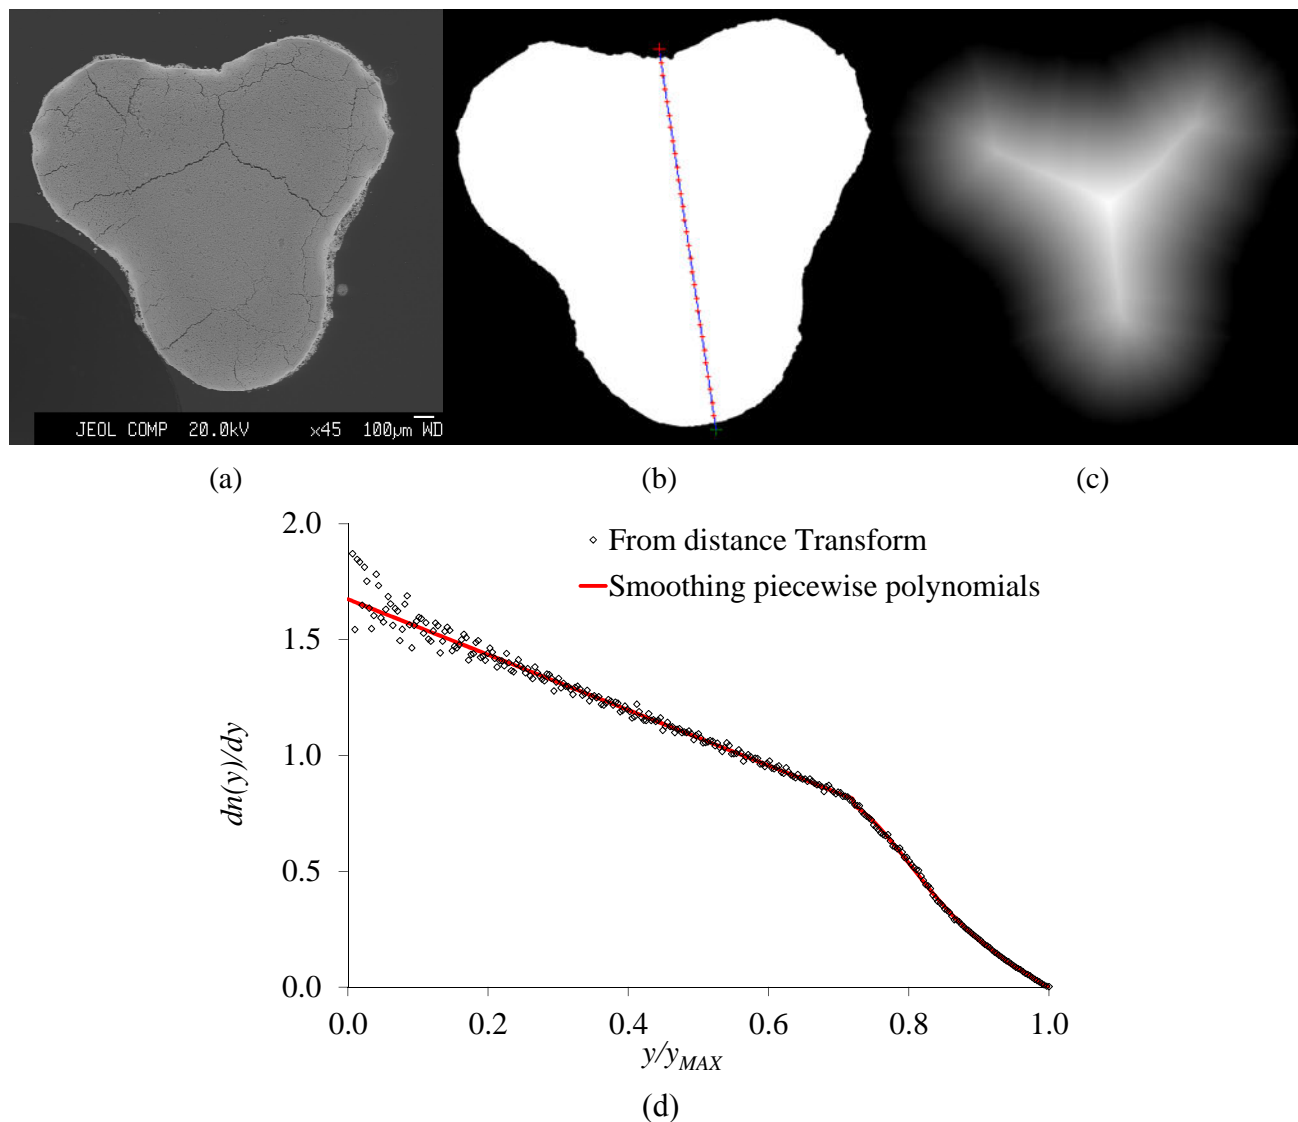 JEOL COMP 20.0kV x45 100µm WD
(a) (b) (c)
2.0
From distance Transform
Smoothing piecewise polynomials
1.5
1.0
dn(y)/dy
0.5
0.0
0.0 0.2 0.4 0.6 0.8 1.0
y/yMAX
(d)